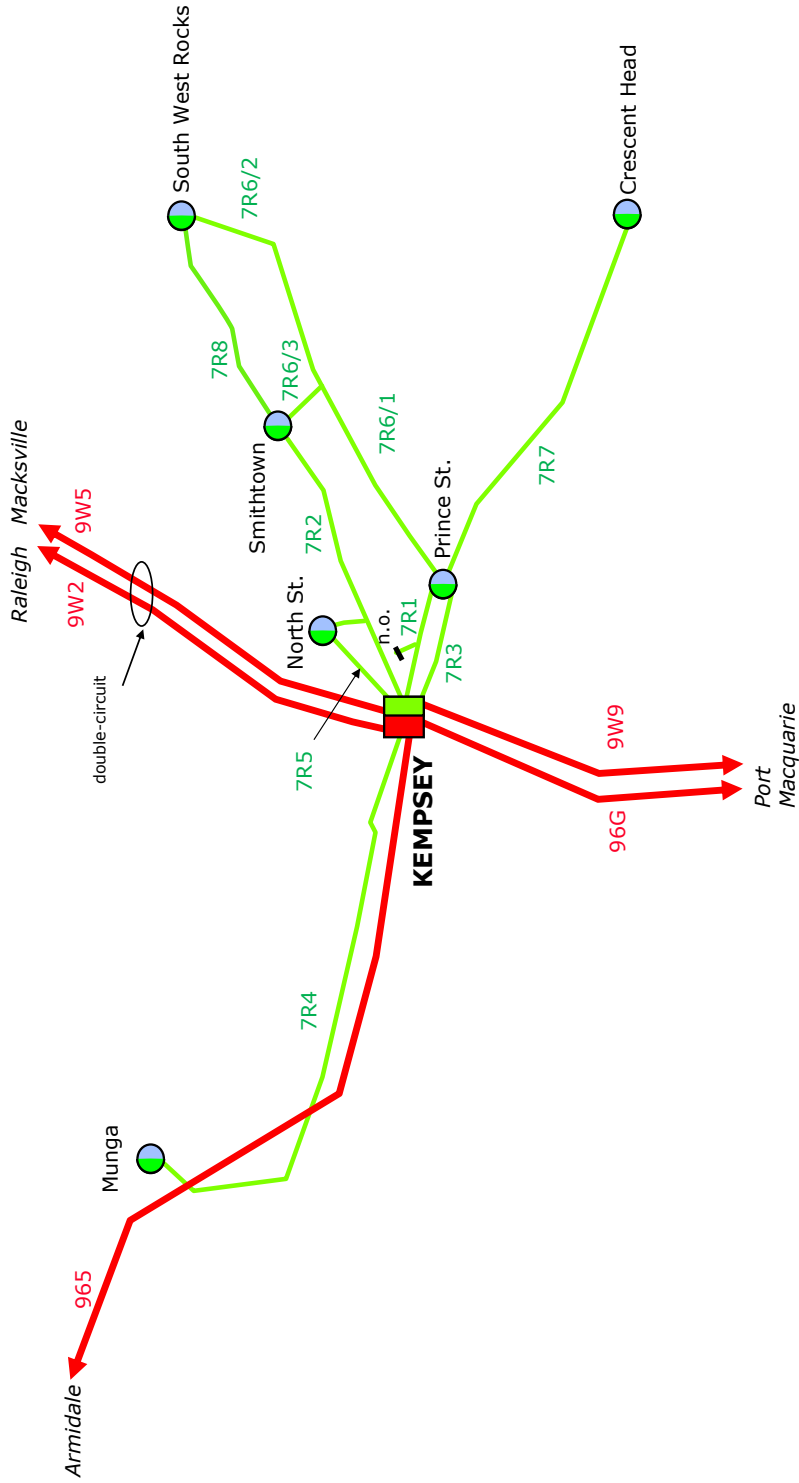 Armidale
965
Munga
7R4
KEMPSEY
7R5
double-circuit
Raleigh
Macksville
9W2
9W5
North St.
n.o.
7R1
7R3
7R2
Smithtown
7R8
7R6/3
7R6/1
7R6/2
South West Rocks
Prince St.
7R7
Crescent Head
96G
9W9
Port
Macquarie